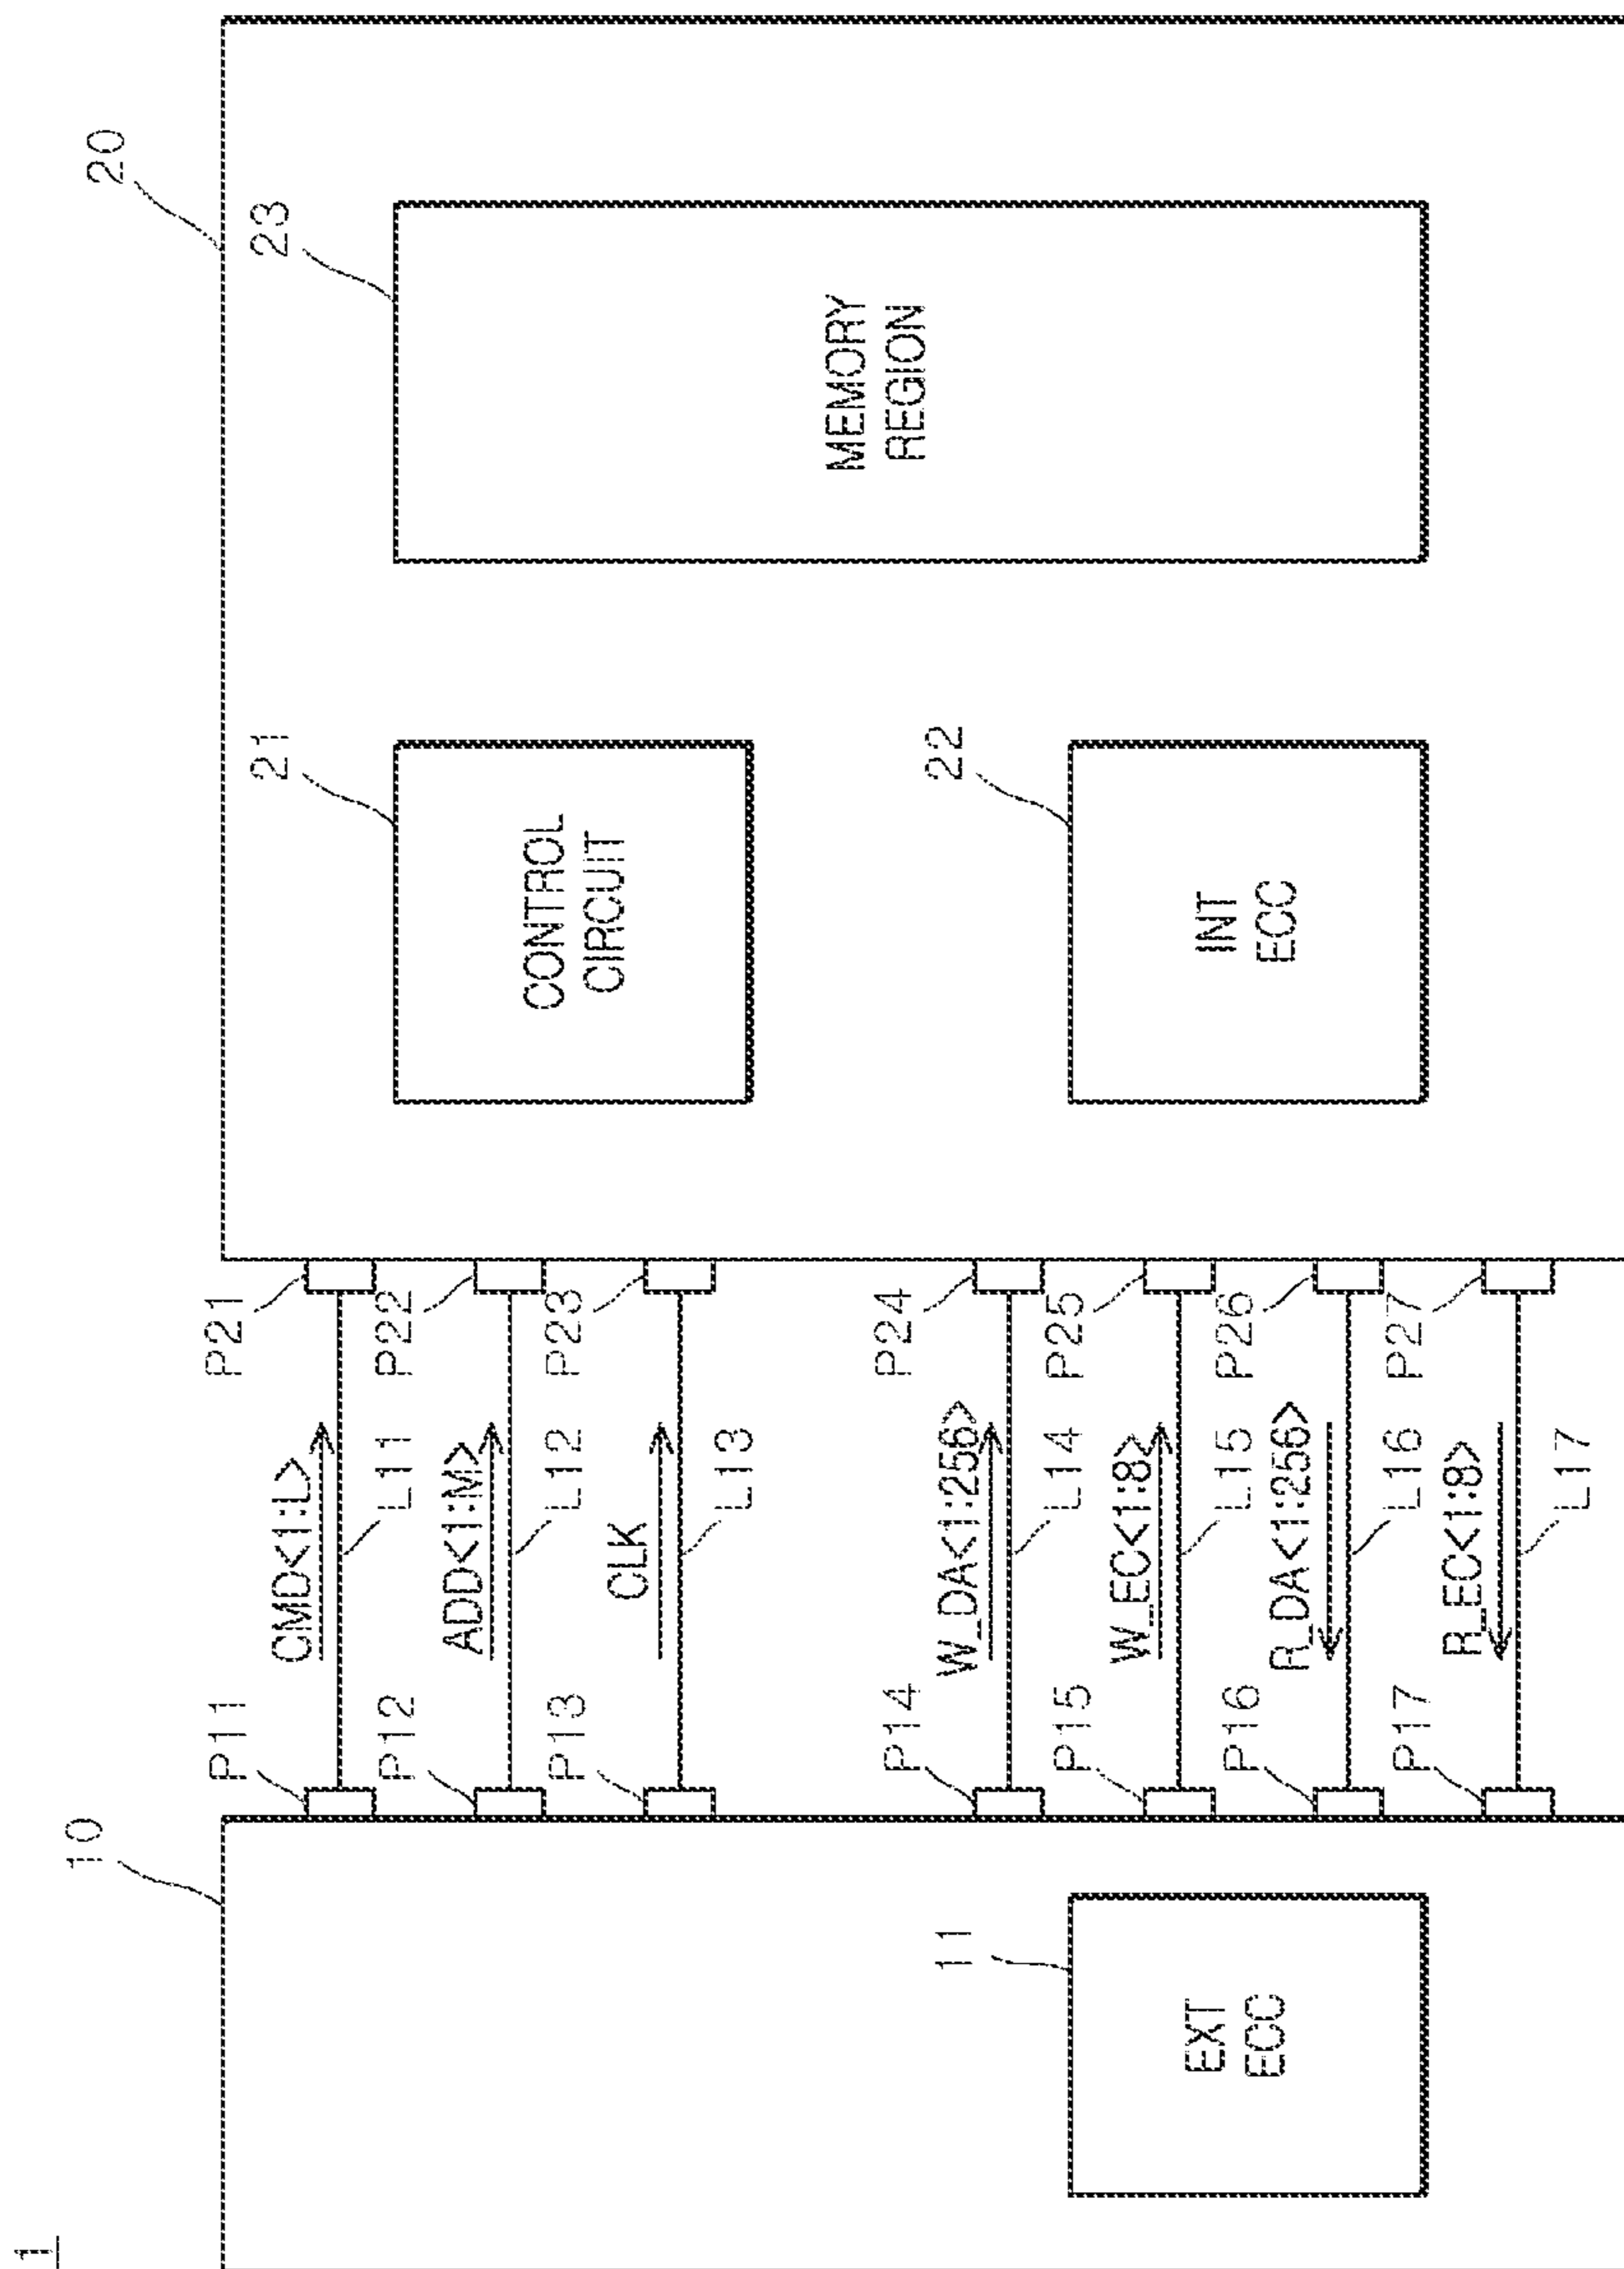 1
10
20
P11
CMD<1:L>
P21
L11
21
23
P12
ADD<1:M>
P22
L12
CONTROL
CIRCUIT
P13
CLK
P23
L13
MEMORY
REGION
11
P14
W_DA<1:256>
P24
L14
22
EXT
ECC
P15
W_EC<1:8>
P25
L15
INT
ECC
P16
R_DA<1:256>
P26
L16
P17
R_EC<1:8>
P27
L17